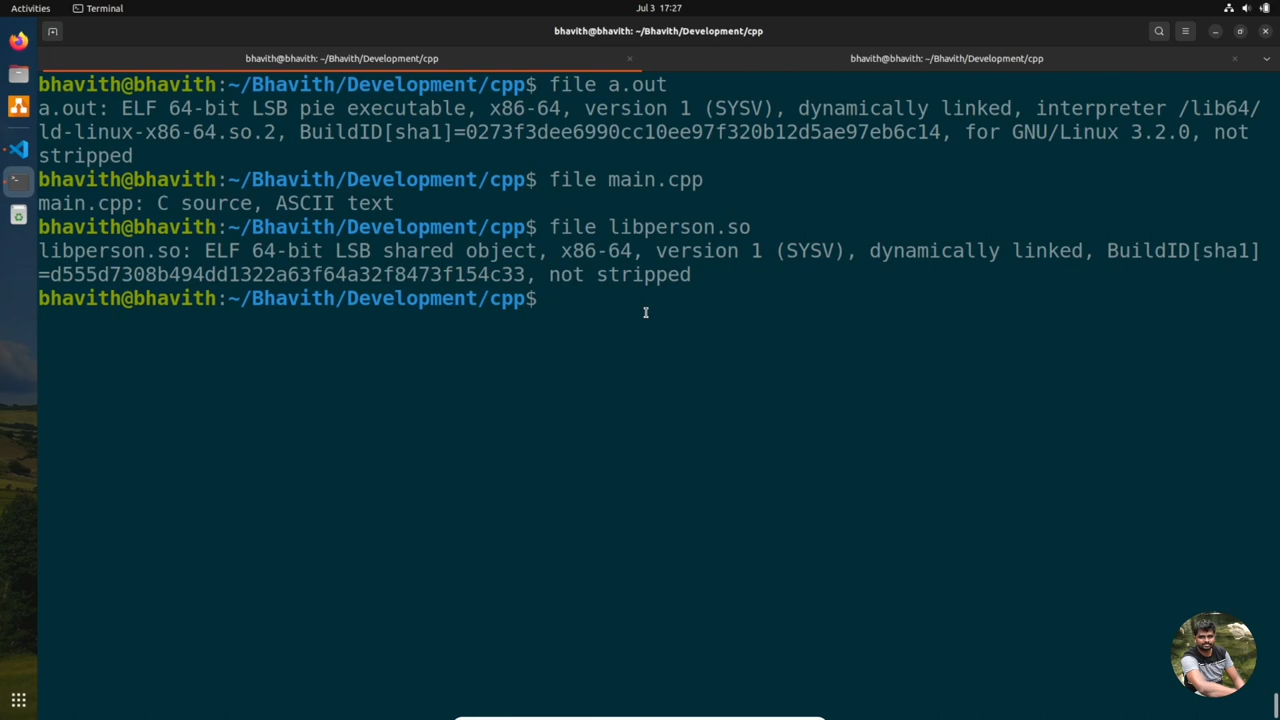 Activities
Terminal
Jul 3 17:27
bhavith@bhavith: ~/Bhavith/Development/cpp
bhavith@bhavith: ~/Bhavith/Development/cpp
bhavith@bhavith: ~/Bhavith/Development/cpp
bhavith@bhavith:~/Bhavith/Development/cpp$ file a.out
a.out: ELF 64-bit LSB pie executable, x86-64, version 1 (SYSV), dynamically linked, interpreter /lib64/
ld-linux-x86-64.so.2, BuildID[sha1]=0273f3dee6990cc10ee97f320b12d5ae97eb6c14, for GNU/Linux 3.2.0, not
stripped
bhavith@bhavith:~/Bhavith/Development/cpp$ file main.cpp
main.cpp: C source, ASCII text
bhavith@bhavith:~/Bhavith/Development/cpp$ file libperson.so
libperson.so: ELF 64-bit LSB shared object, x86-64, version 1 (SYSV), dynamically linked, BuildID[sha1]
=d555d7308b494dd1322a63f64a32f8473f154c33, not stripped
bhavith@bhavith:~/Bhavith/Development/cpp$